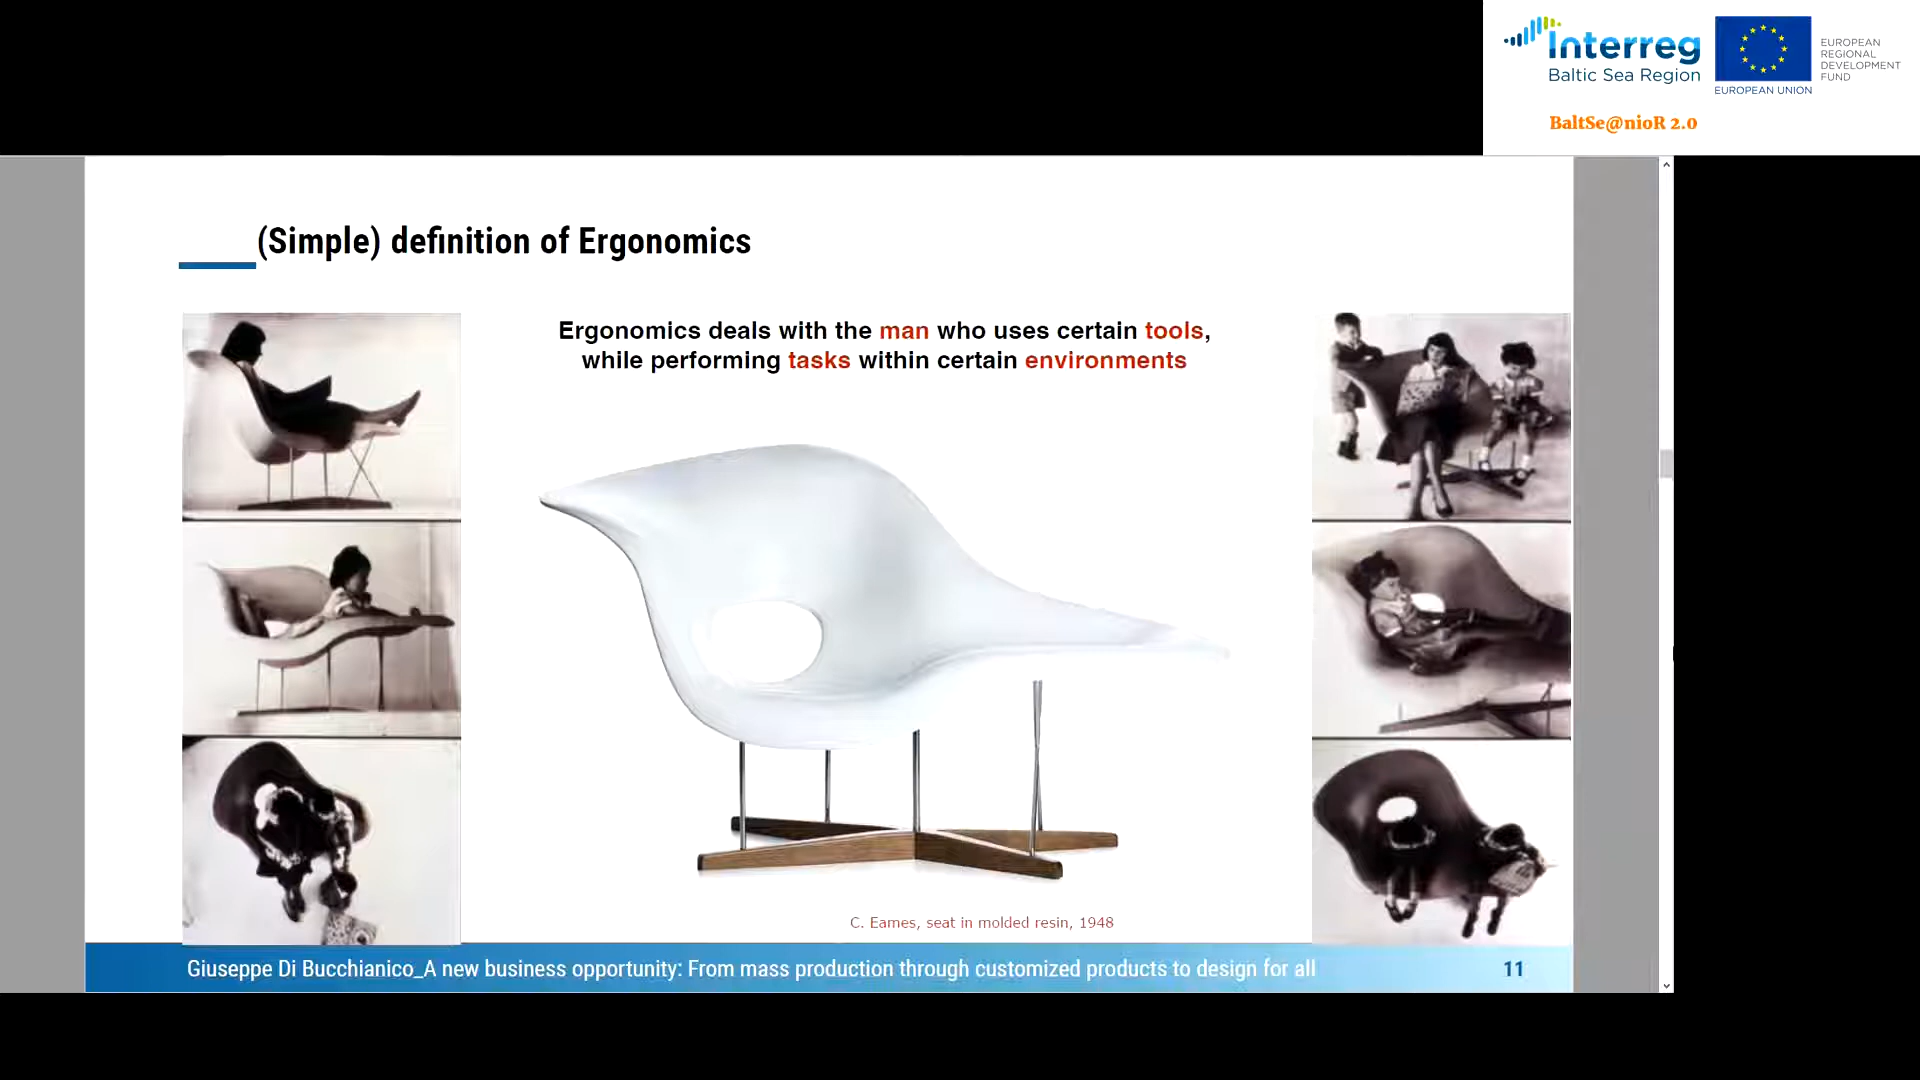 Interreg
Baltic Sea Region
EUROPEAN UNION
EUROPEAN
REGIONAL
DEVELOPMENT
FUND
BaltSe@nioR 2.0
(Simple) definition of Ergonomics
Ergonomics deals with the man who uses certain tools,
while performing tasks within certain environments
C. Eames, seat in molded resin, 1948
Giuseppe Di Bucchianico_A new business opportunity: From mass production through customized products to design for all
11